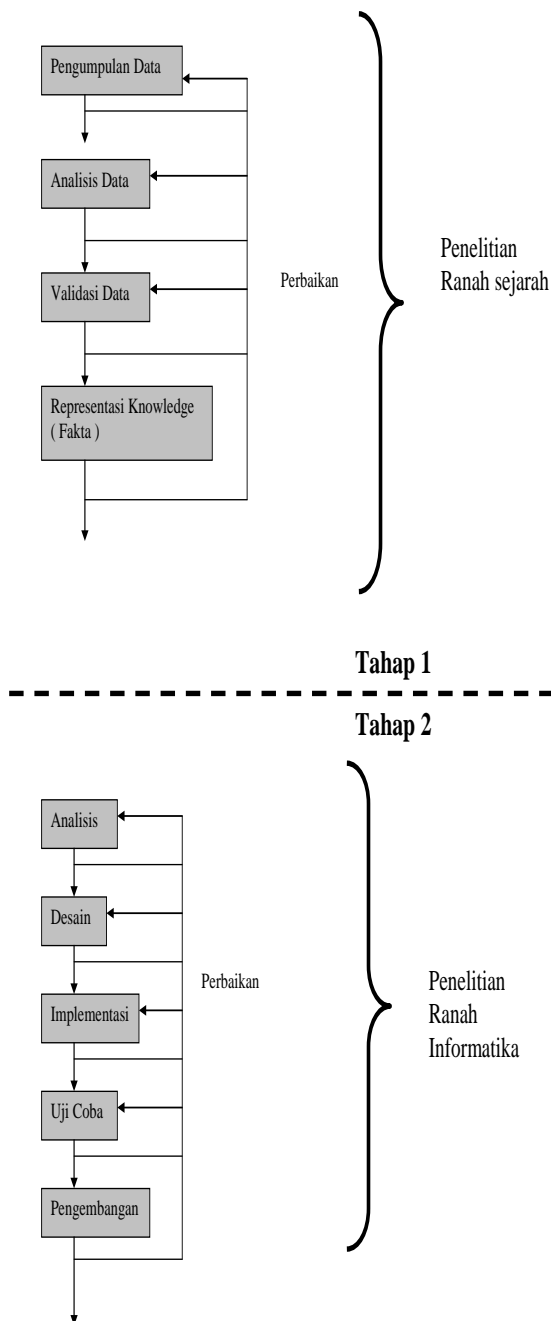 Pengumpulan Data
Analisis Data
Validasi Data
Perbaikan
Representasi Knowledge
( Fakta )
Penelitian
Ranah sejarah
Tahap 1
Tahap 2
Analisis
Desain
Implementasi
Perbaikan
Uji Coba
Pengembangan
Penelitian
Ranah
Informatika